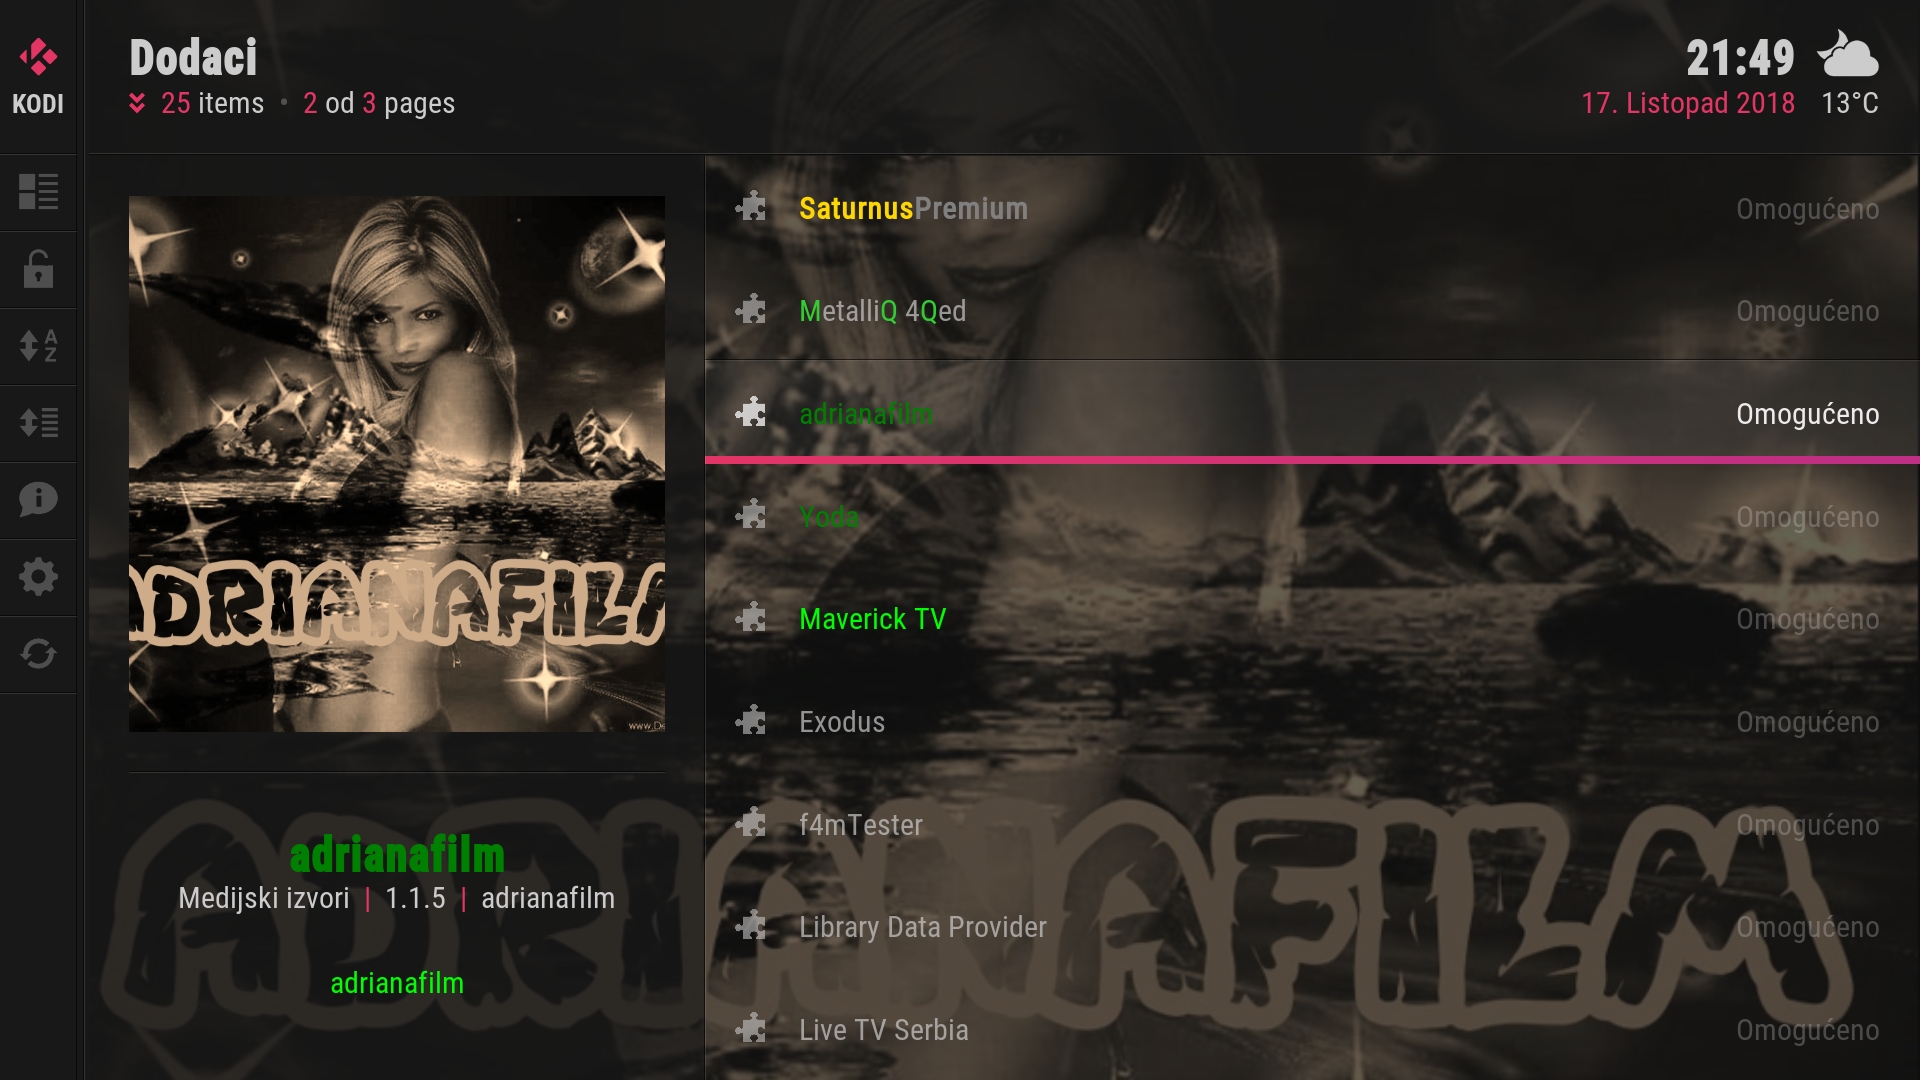 KODI
Dodaci
25 items • 2 od 3 pages
21:49
17. Listopad 2018 13°C
A
Z
SaturnusPremium Omogućeno
MetalliQ 4Qed Omogućeno
adrianafilm Omogućeno
Yoda Omogućeno
Maverick TV Omogućeno
Exodus Omogućeno
f4mTester Omogućeno
Library Data Provider Omogućeno
Live TV Serbia Omogućeno
ADRIANAFILM
adrianafilm
Medijski izvori | 1.1.5 | adrianafilm
adrianafilm
ADRIANAFILM